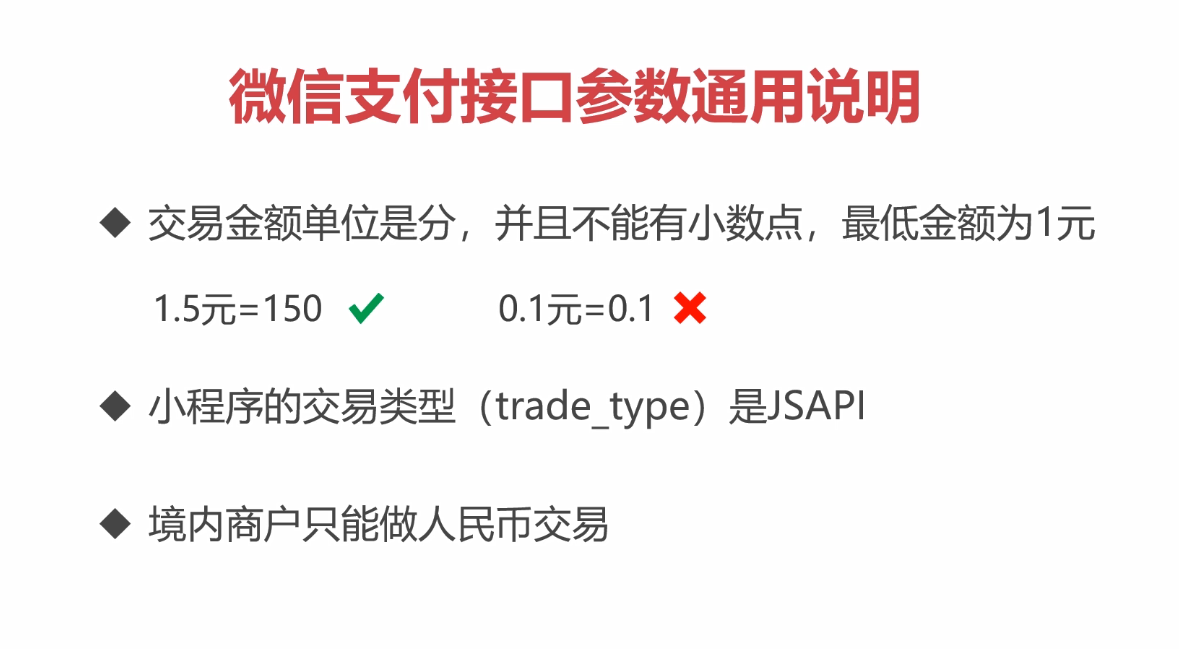 微信支付接口参数通用说明
◆ 交易金额单位是分，并且不能有小数点，最低金额为1元
1.5元=150 ✔ 0.1元=0.1 ✖
◆ 小程序的交易类型（trade_type）是JSAPI
◆ 境内商户只能做人民币交易